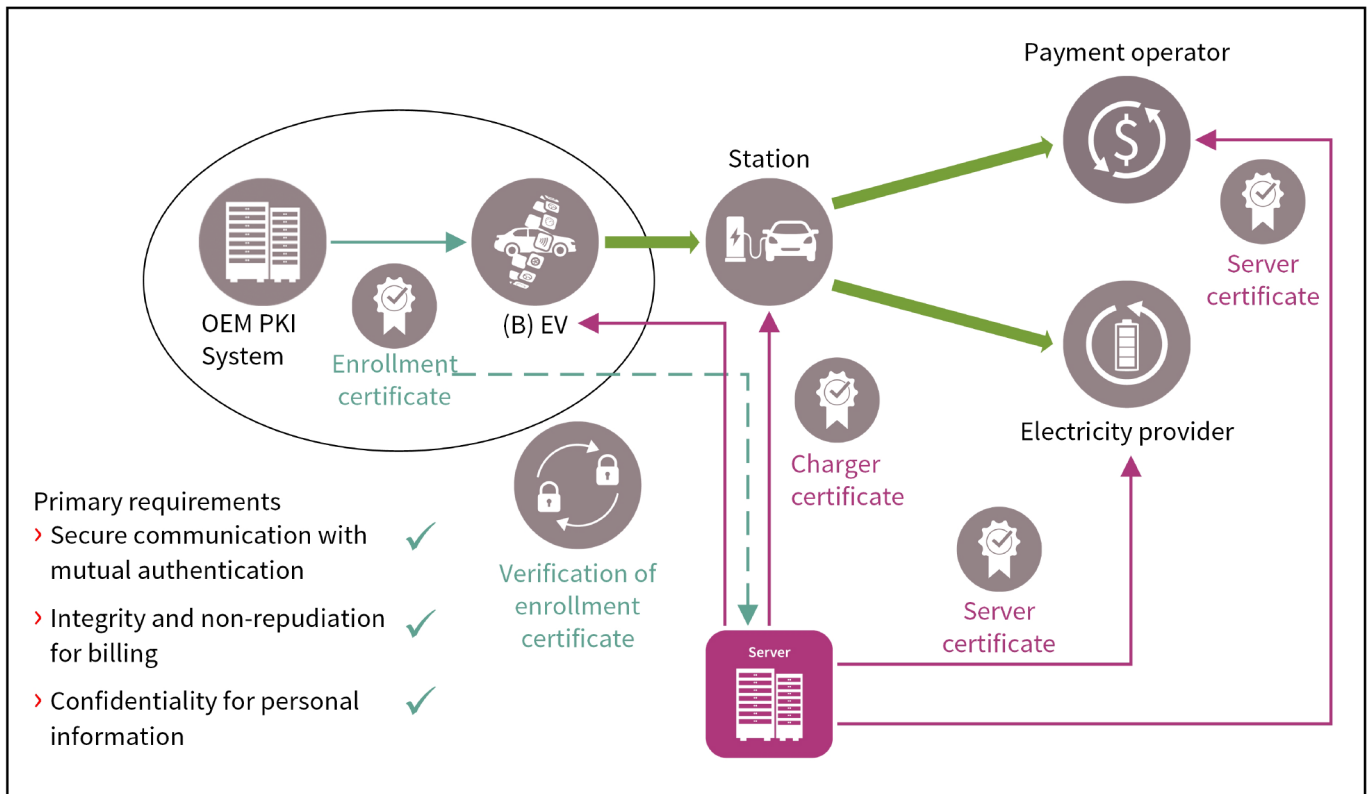 Payment operator
Station
Server
certificate
OEM PKI
System
(B) EV
Enrollment
certificate
Electricity provider
Charger
certificate
Primary requirements
› Secure communication with
mutual authentication
› Integrity and non-repudiation
for billing
› Confidentiality for personal
information
Verification of
enrollment
certificate
Server
certificate
Server